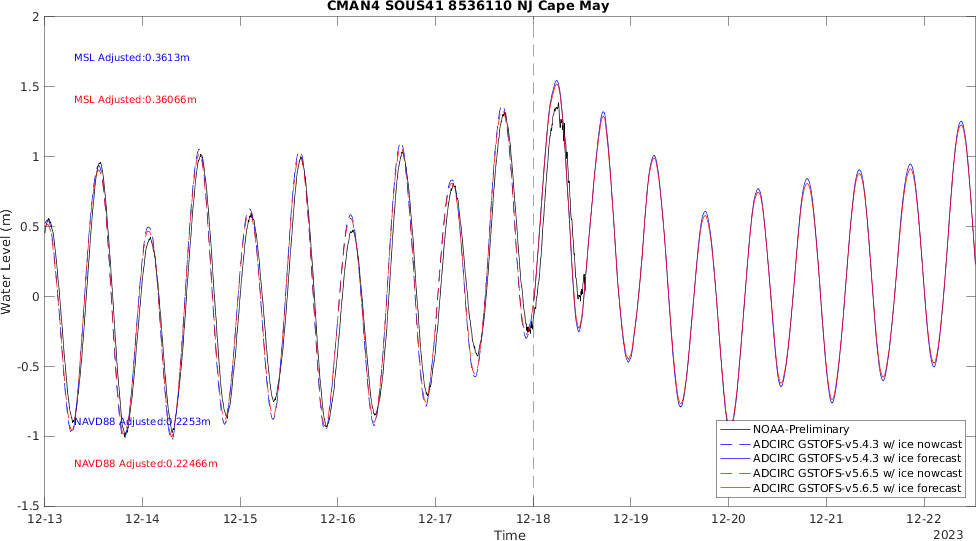 CMAN4 SOUS41 8536110 NJ Cape May
2
1.5
1
0.5
0
-0.5
-1
-1.5
Water Level (m)
MSL Adjusted:0.3613m
MSL Adjusted:0.36066m
NAVD88 Adjusted:0.2253m
NAVD88 Adjusted:0.22466m
NOAA-Preliminary
ADCIRC GSTOFS-v5.4.3 w/ ice nowcast
ADCIRC GSTOFS-v5.4.3 w/ ice forecast
ADCIRC GSTOFS-v5.6.5 w/ ice nowcast
ADCIRC GSTOFS-v5.6.5 w/ ice forecast
12-13 12-14 12-15 12-16 12-17 12-18 12-19 12-20 12-21 12-22
Time
2023